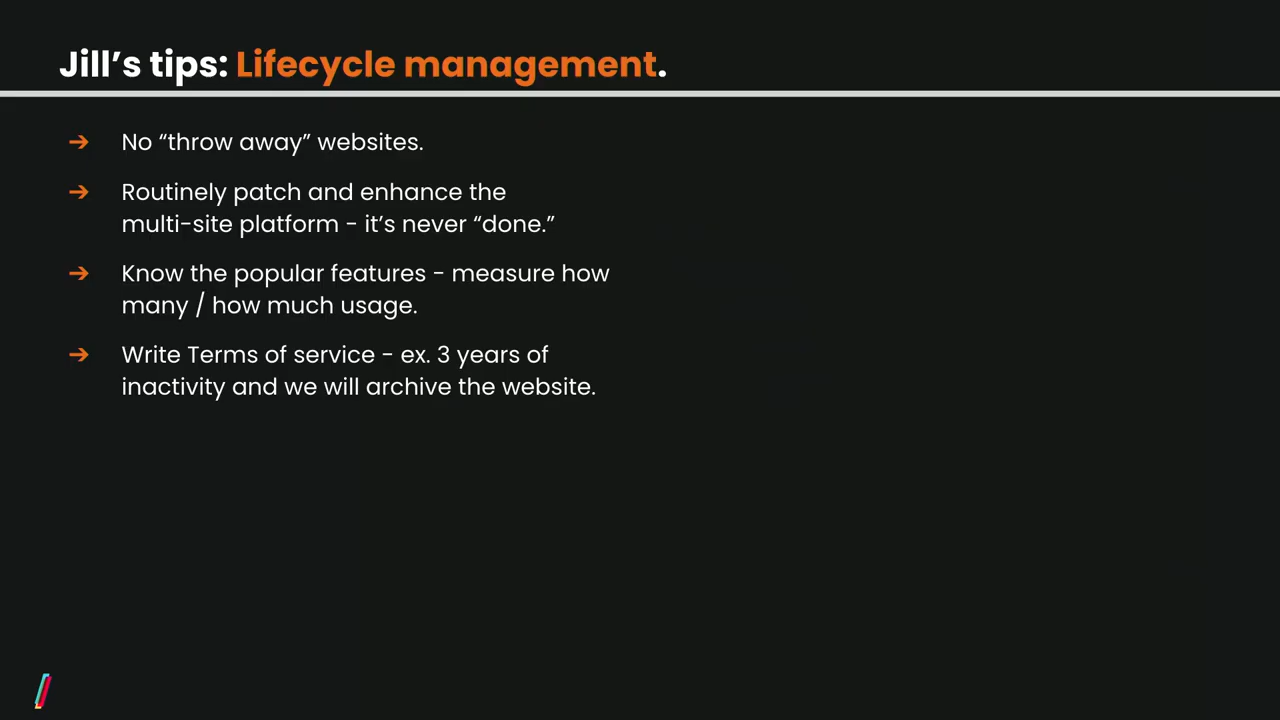 Jill’s tips: Lifecycle management.
➔ No “throw away” websites.
➔ Routinely patch and enhance the
multi-site platform - it’s never “done.”
➔ Know the popular features - measure how
many / how much usage.
➔ Write Terms of service - ex. 3 years of
inactivity and we will archive the website.